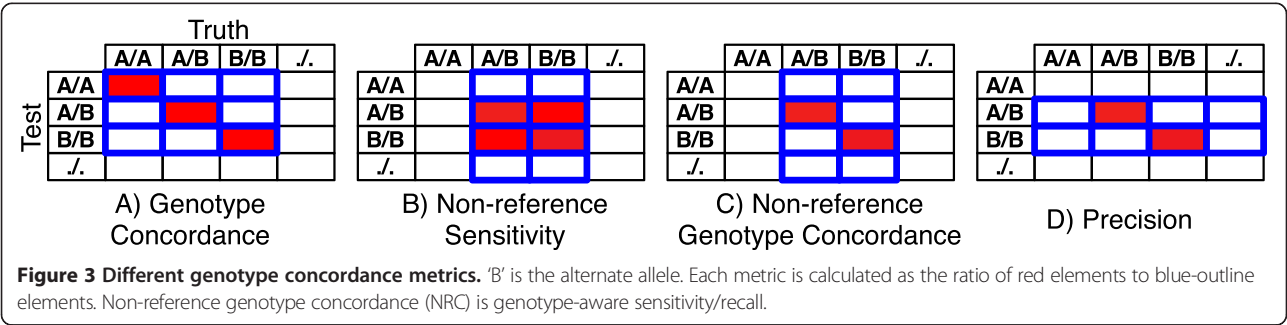 Truth
A/A A/B B/B ./. A/A A/B B/B ./. A/A A/B B/B ./. A/A A/B B/B ./.
Test
A/A A/A A/A A/A
A/B A/B A/B A/B
B/B B/B B/B B/B
./. ./. ./. ./.
A) Genotype
Concordance
B) Non-reference
Sensitivity
C) Non-reference
Genotype Concordance
D) Precision
Figure 3 Different genotype concordance metrics. 'B' is the alternate allele. Each metric is calculated as the ratio of red elements to blue-outline
elements. Non-reference genotype concordance (NRC) is genotype-aware sensitivity/recall.